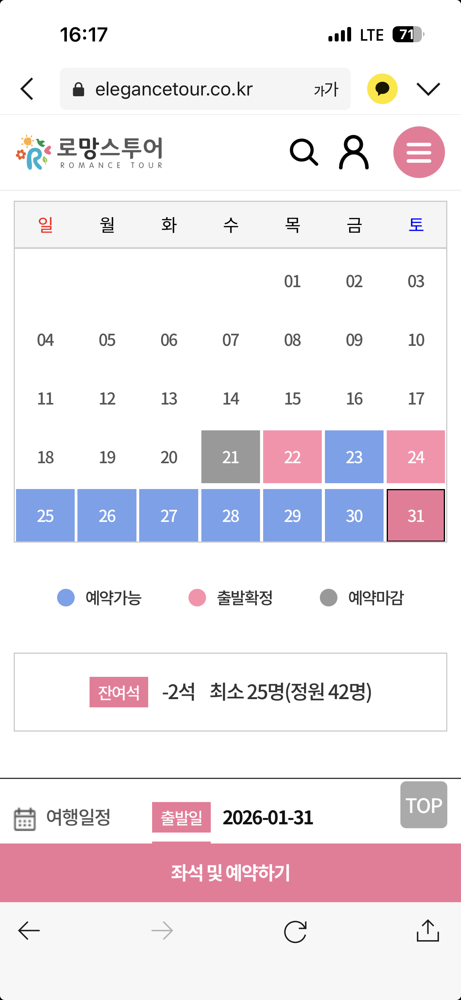 16:17 LTE 71
elegancetour.co.kr 가가
로망스투어
ROMANCE TOUR
일 월 화 수 목 금 토
01 02 03
04 05 06 07 08 09 10
11 12 13 14 15 16 17
18 19 20 21 22 23 24
25 26 27 28 29 30 31
예약가능 출발확정 예약마감
잔여석 -2석 최소 25명(정원 42명)
TOP
여행일정 출발일 2026-01-31
좌석 및 예약하기